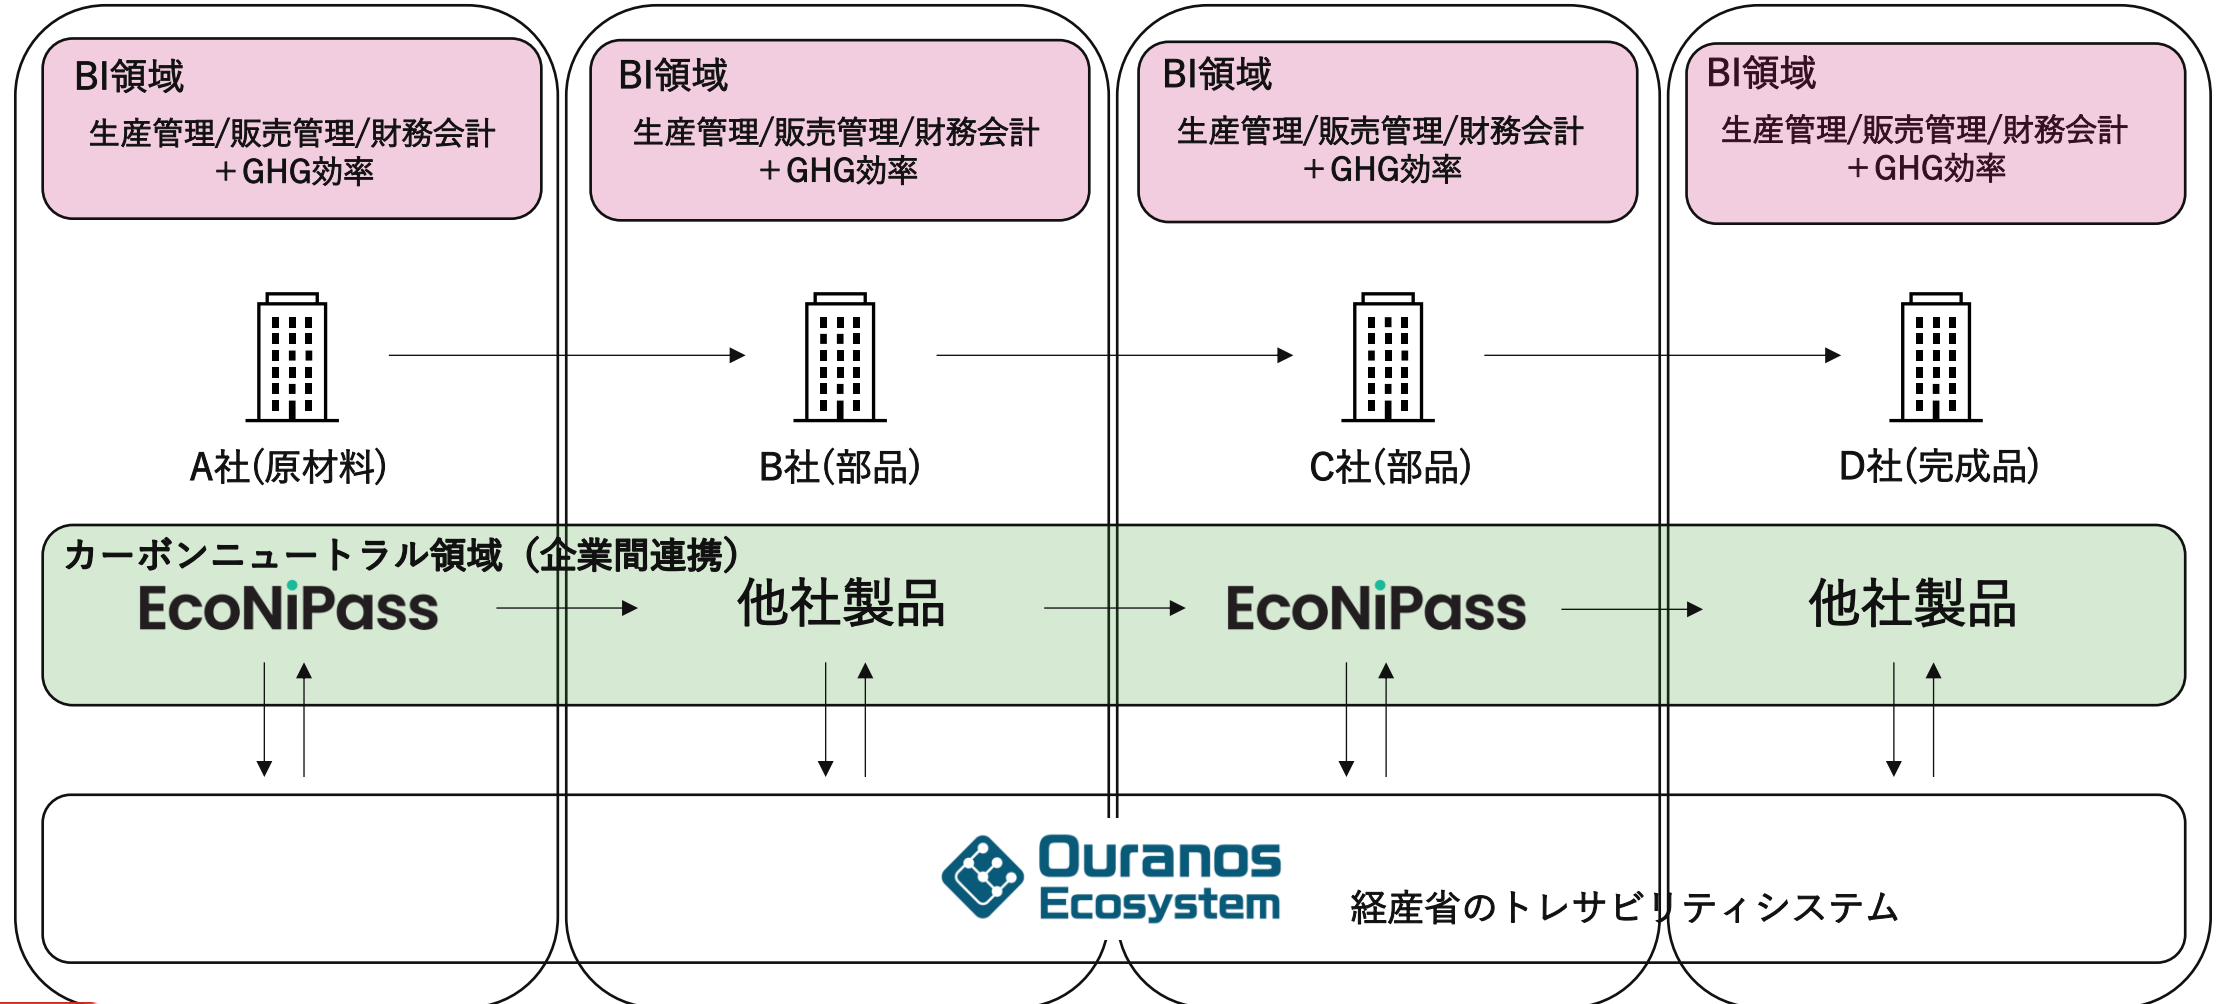 BI領域
生産管理/販売管理/財務会計
＋GHG効率
BI領域
生産管理/販売管理/財務会計
＋GHG効率
BI領域
生産管理/販売管理/財務会計
＋GHG効率
BI領域
生産管理/販売管理/財務会計
＋GHG効率
A社(原材料)
B社(部品)
C社(部品)
D社(完成品)
カーボンニュートラル領域（企業間連携）
EcoNiPass
他社製品
EcoNiPass
他社製品
Ouranos
Ecosystem
経産省のトレサビリティシステム